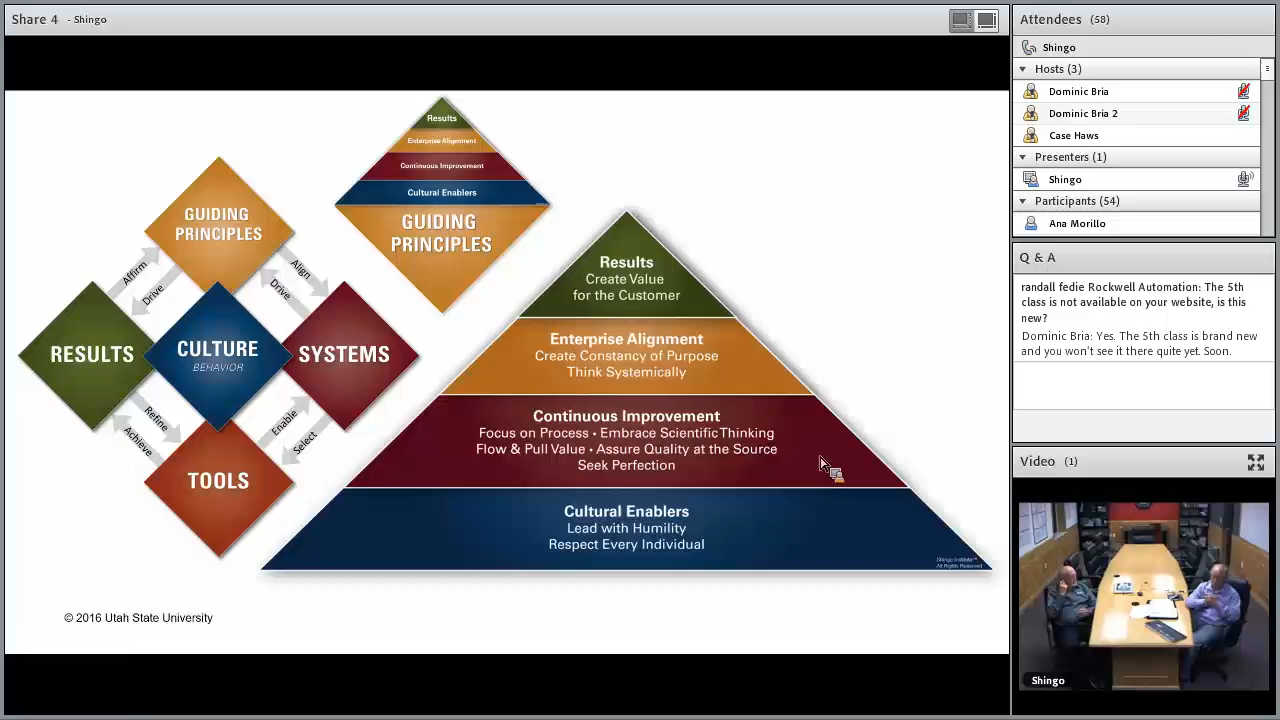 Share 4 - Shingo
Results
Enterprise Alignment
Continuous Improvement
Cultural Enablers
GUIDING
PRINCIPLES
GUIDING
PRINCIPLES
Affirm
Drive
Align
Drive
RESULTS
CULTURE
BEHAVIOR
SYSTEMS
Refine
Achieve
Enable
Select
TOOLS
Results
Create Value
for the Customer
Enterprise Alignment
Create Constancy of Purpose
Think Systemically
Continuous Improvement
Focus on Process • Embrace Scientific Thinking
Flow & Pull Value • Assure Quality at the Source
Seek Perfection
Cultural Enablers
Lead with Humility
Respect Every Individual
Shingo Institute™
All Rights Reserved
© 2016 Utah State University
Attendees (58)
Shingo
Hosts (3)
Dominic Bria
Dominic Bria 2
Case Haws
Presenters (1)
Shingo
Participants (54)
Ana Morillo
Q & A
randall fedie Rockwell Automation: The 5th
class is not available on your website, is this
new?
Dominic Bria: Yes. The 5th class is brand new
and you won't see it there quite yet. Soon.
Video (1)
Shingo